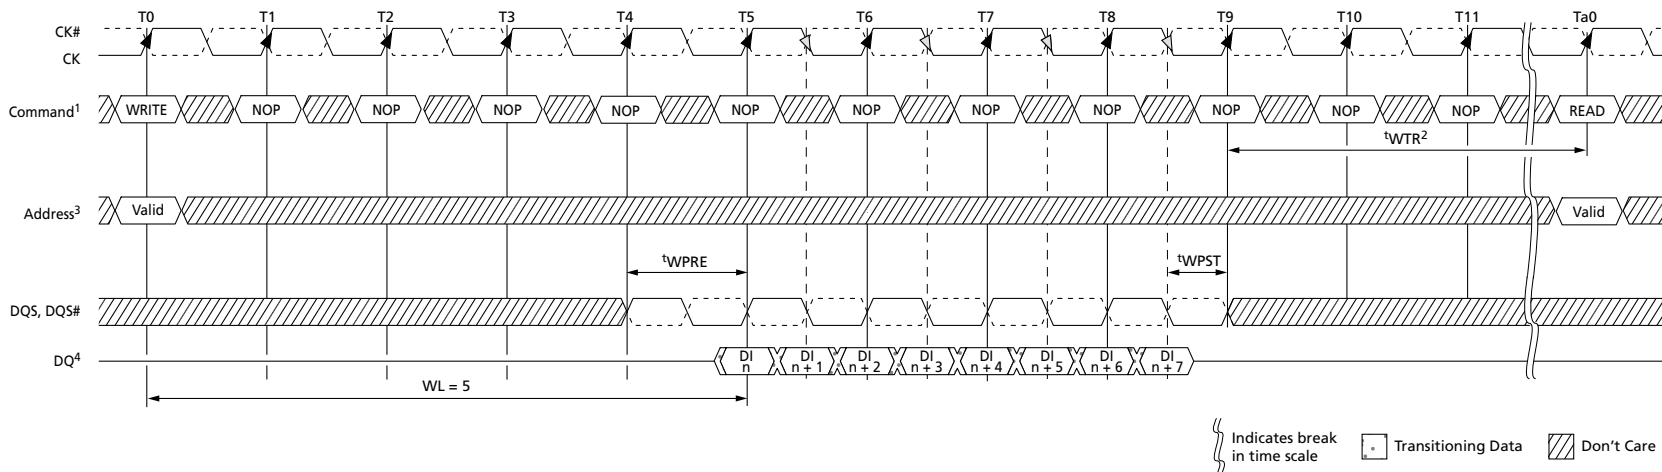 T0 T1 T2 T3 T4 T5 T6 T7 T8 T9 T10 T11 Ta0
CK#
CK
Command¹ WRITE NOP NOP NOP NOP NOP NOP NOP NOP NOP NOP NOP READ
tWTR²
Address³ Valid Valid
tWPRE tWPST
DQS, DQS#
DQ⁴ DI n DI n + 1 DI n + 2 DI n + 3 DI n + 4 DI n + 5 DI n + 6 DI n + 7
WL = 5
Indicates break
in time scale
Transitioning Data
Don't Care